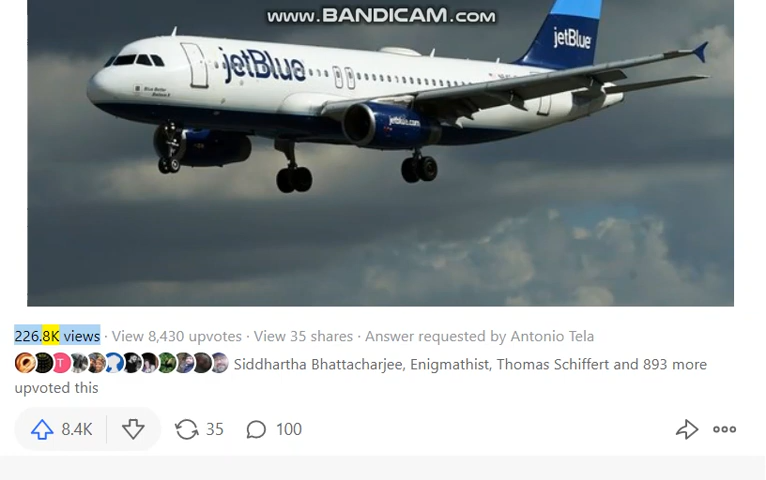 www.BANDICAM.com
jetBlue
jetBlue
jetblue.com
226.8K views · View 8,430 upvotes · View 35 shares · Answer requested by Antonio Tela
T
Siddhartha Bhattacharjee, Enigmathist, Thomas Schiffert and 893 more
upvoted this
8.4K
35
100